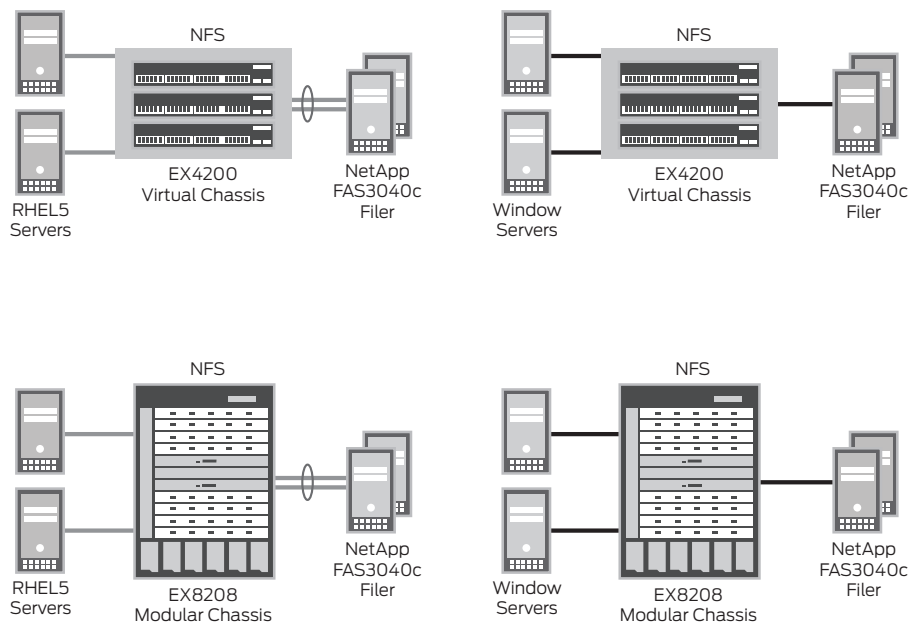 NFS
EX4200
Virtual Chassis
RHEL5
Servers
NetApp
FAS3040c
Filer
NFS
EX4200
Virtual Chassis
Window
Servers
NetApp
FAS3040c
Filer
NFS
EX8208
Modular Chassis
RHEL5
Servers
NetApp
FAS3040c
Filer
NFS
EX8208
Modular Chassis
Window
Servers
NetApp
FAS3040c
Filer